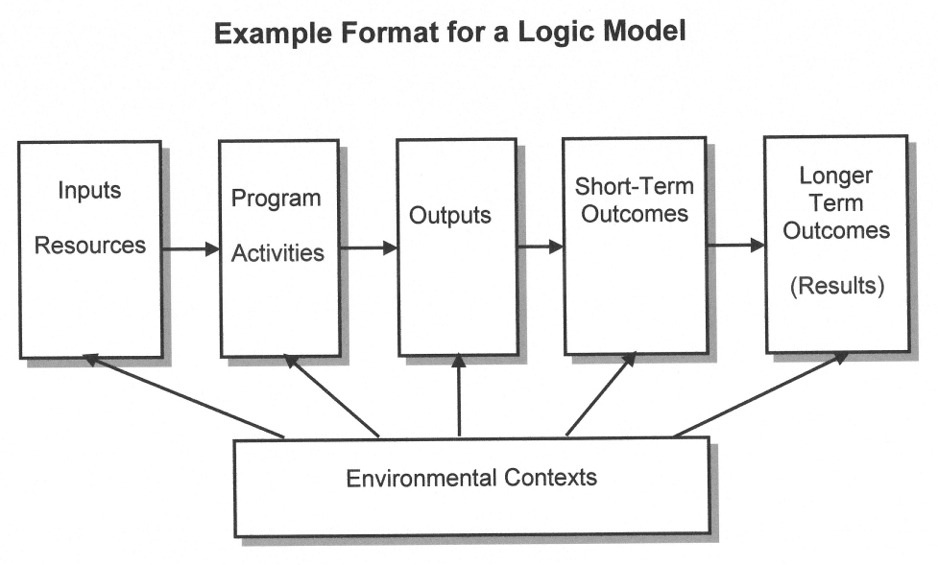 Example Format for a Logic Model
Inputs
Resources
Program
Activities
Outputs
Short-Term
Outcomes
Longer
Term
Outcomes
(Results)
Environmental Contexts